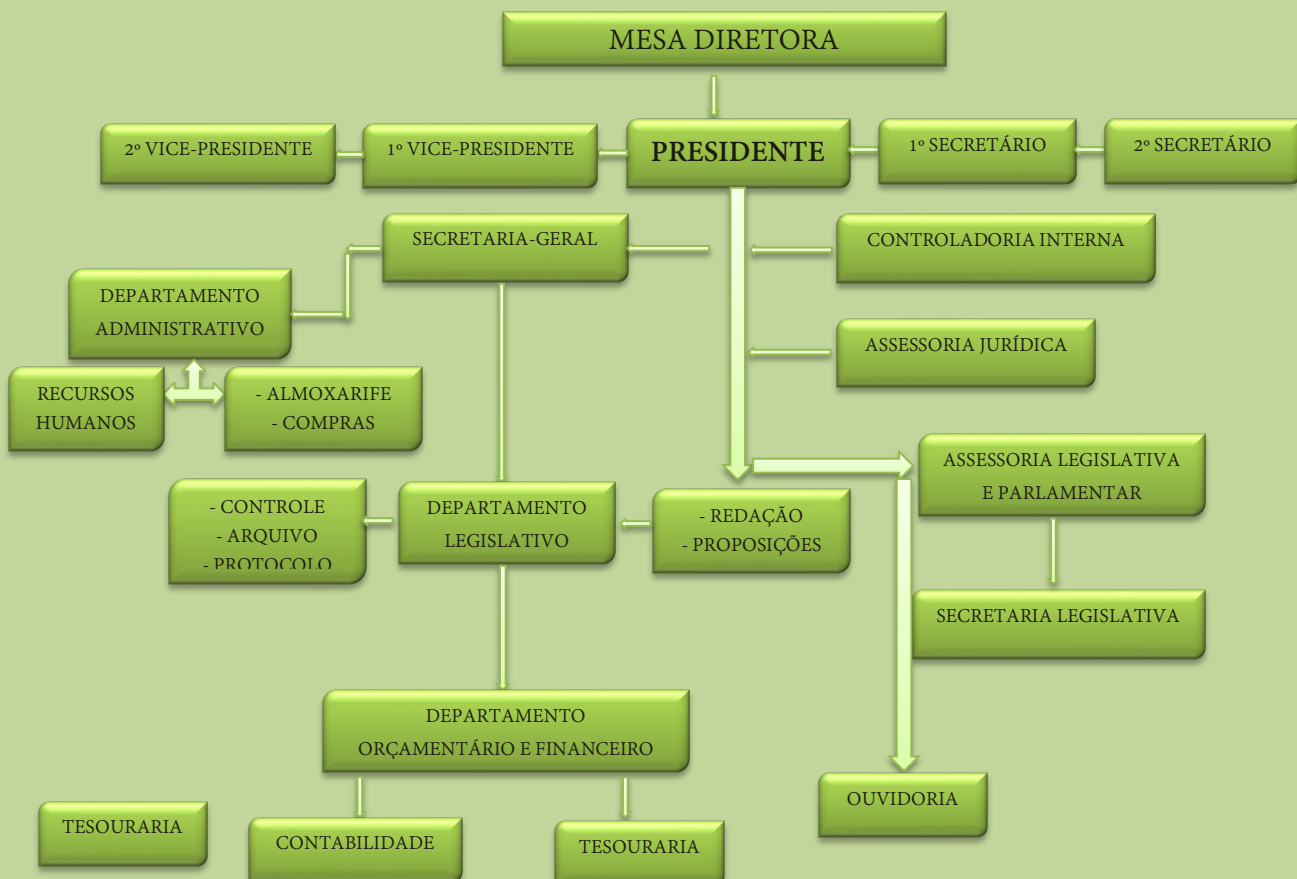 MESA DIRETORA
2º VICE-PRESIDENTE
1º VICE-PRESIDENTE
PRESIDENTE
1º SECRETÁRIO
2º SECRETÁRIO
SECRETARIA-GERAL
CONTROLADORIA INTERNA
DEPARTAMENTO
ADMINISTRATIVO
ASSESSORIA JURÍDICA
RECURSOS
HUMANOS
- ALMOXARIFE
- COMPRAS
ASSESSORIA LEGISLATIVA
E PARLAMENTAR
- CONTROLE
- ARQUIVO
- PROTOCOLO
DEPARTAMENTO
LEGISLATIVO
- REDAÇÃO
- PROPOSIÇÕES
SECRETARIA LEGISLATIVA
DEPARTAMENTO
ORÇAMENTÁRIO E FINANCEIRO
OUVIDORIA
TESOURARIA
CONTABILIDADE
TESOURARIA